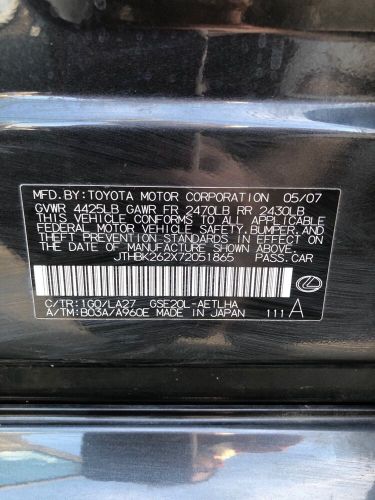 MFD.BY:TOYOTA MOTOR CORPORATION 05/07
GVWR 4425LB GAWR FR 2470LB RR 2430LB
THIS VEHICLE CONFORMS TO ALL APPLICABLE
FEDERAL MOTOR VEHICLE SAFETY,BUMPER,AND
THEFT PREVENTION STANDARDS IN EFFECT ON
THE DATE OF MANUFACTURE SHOWN ABOVE.
JTHBK262X72051865 PASS.CAR
C/TR:1G0/LA27 GSE20L-AETLHA
A/TM:B03A/A960E MADE IN JAPAN 111 A